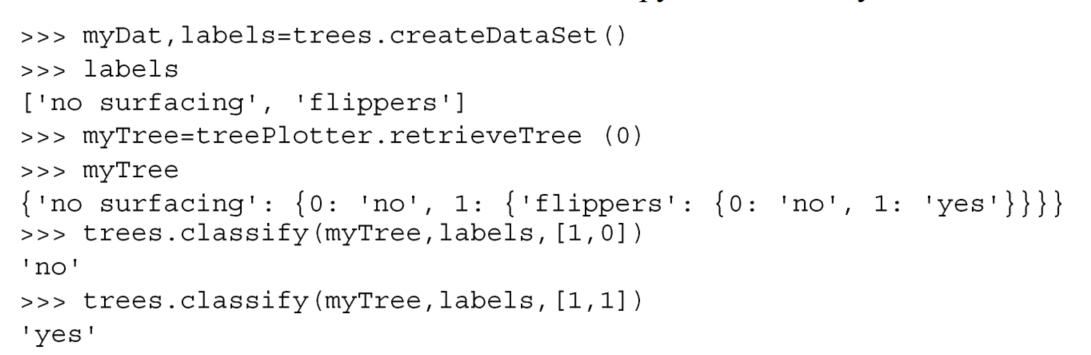 >>> myDat,labels=trees.createDataSet()
>>> labels
['no surfacing', 'flippers']
>>> myTree=treePlotter.retrieveTree (0)
>>> myTree
{'no surfacing': {0: 'no', 1: {'flippers': {0: 'no', 1: 'yes'}}}}
>>> trees.classify(myTree,labels,[1,0])
'no'
>>> trees.classify(myTree,labels,[1,1])
'yes'